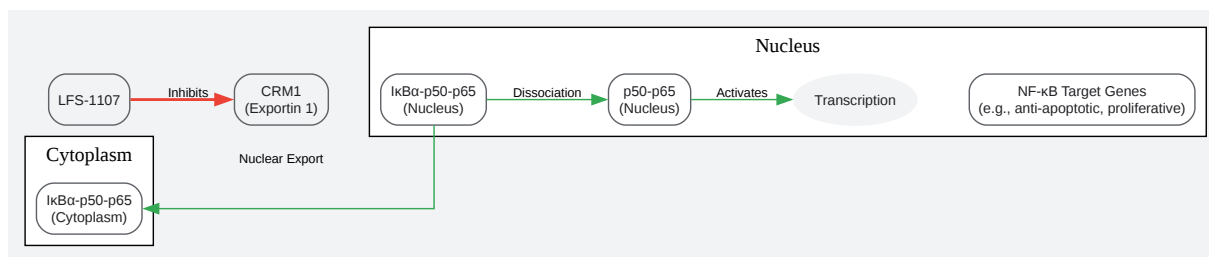 Nucleus
LFS-1107
Inhibits
CRM1
(Exportin 1)
IκBα-p50-p65
(Nucleus)
Dissociation
p50-p65
(Nucleus)
Activates
Transcription
NF-κB Target Genes
(e.g., anti-apoptotic, proliferative)
Cytoplasm
Nuclear Export
IκBα-p50-p65
(Cytoplasm)